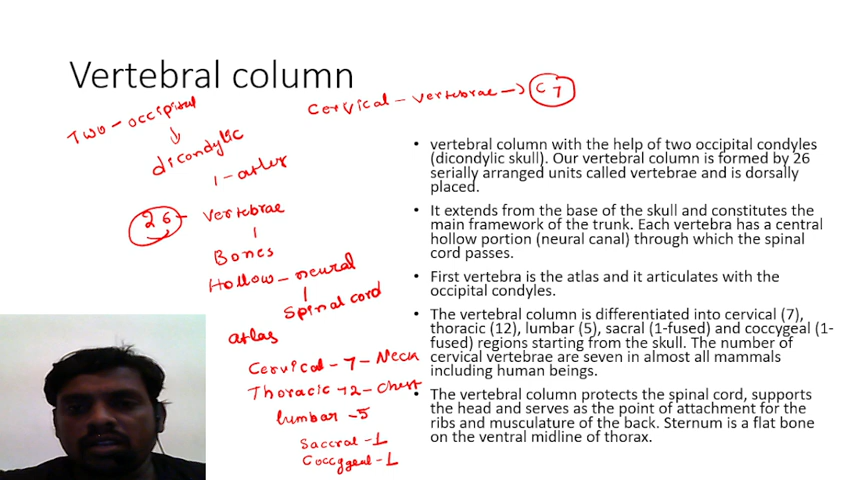 Vertebral column
Cervical - vertebrae -> C7
Two - occipital
dicondylic
1 - atlas
26 - vertebrae
Bones
Hollow - neural
Spinal cord
atlas
Cervical - 7 - Neck
Thoracic - 12 - Chest
lumbar - 5
Saccral - 1
Coccygeal - 1
• vertebral column with the help of two occipital condyles
(dicondylic skull). Our vertebral column is formed by 26
serially arranged units called vertebrae and is dorsally
placed.
• It extends from the base of the skull and constitutes the
main framework of the trunk. Each vertebra has a central
hollow portion (neural canal) through which the spinal
cord passes.
• First vertebra is the atlas and it articulates with the
occipital condyles.
• The vertebral column is differentiated into cervical (7),
thoracic (12), lumbar (5), sacral (1-fused) and coccygeal (1-
fused) regions starting from the skull. The number of
cervical vertebrae are seven in almost all mammals
including human beings.
• The vertebral column protects the spinal cord, supports
the head and serves as the point of attachment for the
ribs and musculature of the back. Sternum is a flat bone
on the ventral midline of thorax.